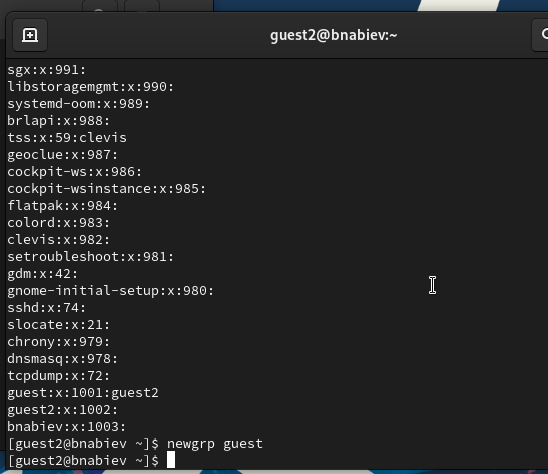 guest2@bnabiev:~
sgx:x:991:
libstoragemgmt:x:990:
systemd-oom:x:989:
brlapi:x:988:
tss:x:59:clevis
geoclue:x:987:
cockpit-ws:x:986:
cockpit-wsinstance:x:985:
flatpak:x:984:
colord:x:983:
clevis:x:982:
setroubleshoot:x:981:
gdm:x:42:
gnome-initial-setup:x:980:
sshd:x:74:
slocate:x:21:
chrony:x:979:
dnsmasq:x:978:
tcpdump:x:72:
guest:x:1001:guest2
guest2:x:1002:
bnabiev:x:1003:
[guest2@bnabiev ~]$ newgrp guest
[guest2@bnabiev ~]$